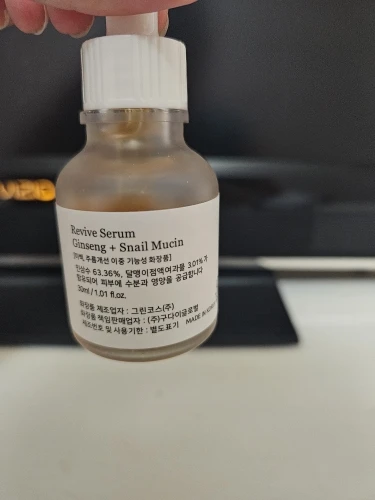 Revive Serum
Ginseng + Snail Mucin
[미백, 주름개선 이중 기능성 화장품]
인삼수 63.36%, 달팽이점액여과물 3.01%가
함유되어 피부에 수분과 영양을 공급합니다
30ml / 1.01 fl.oz.
화장품 제조업자 : 그린코스(주)
화장품 책임판매업자 : (주)구다이글로벌
제조번호 및 사용기한 : 별도표기 MADE IN
VIZIO